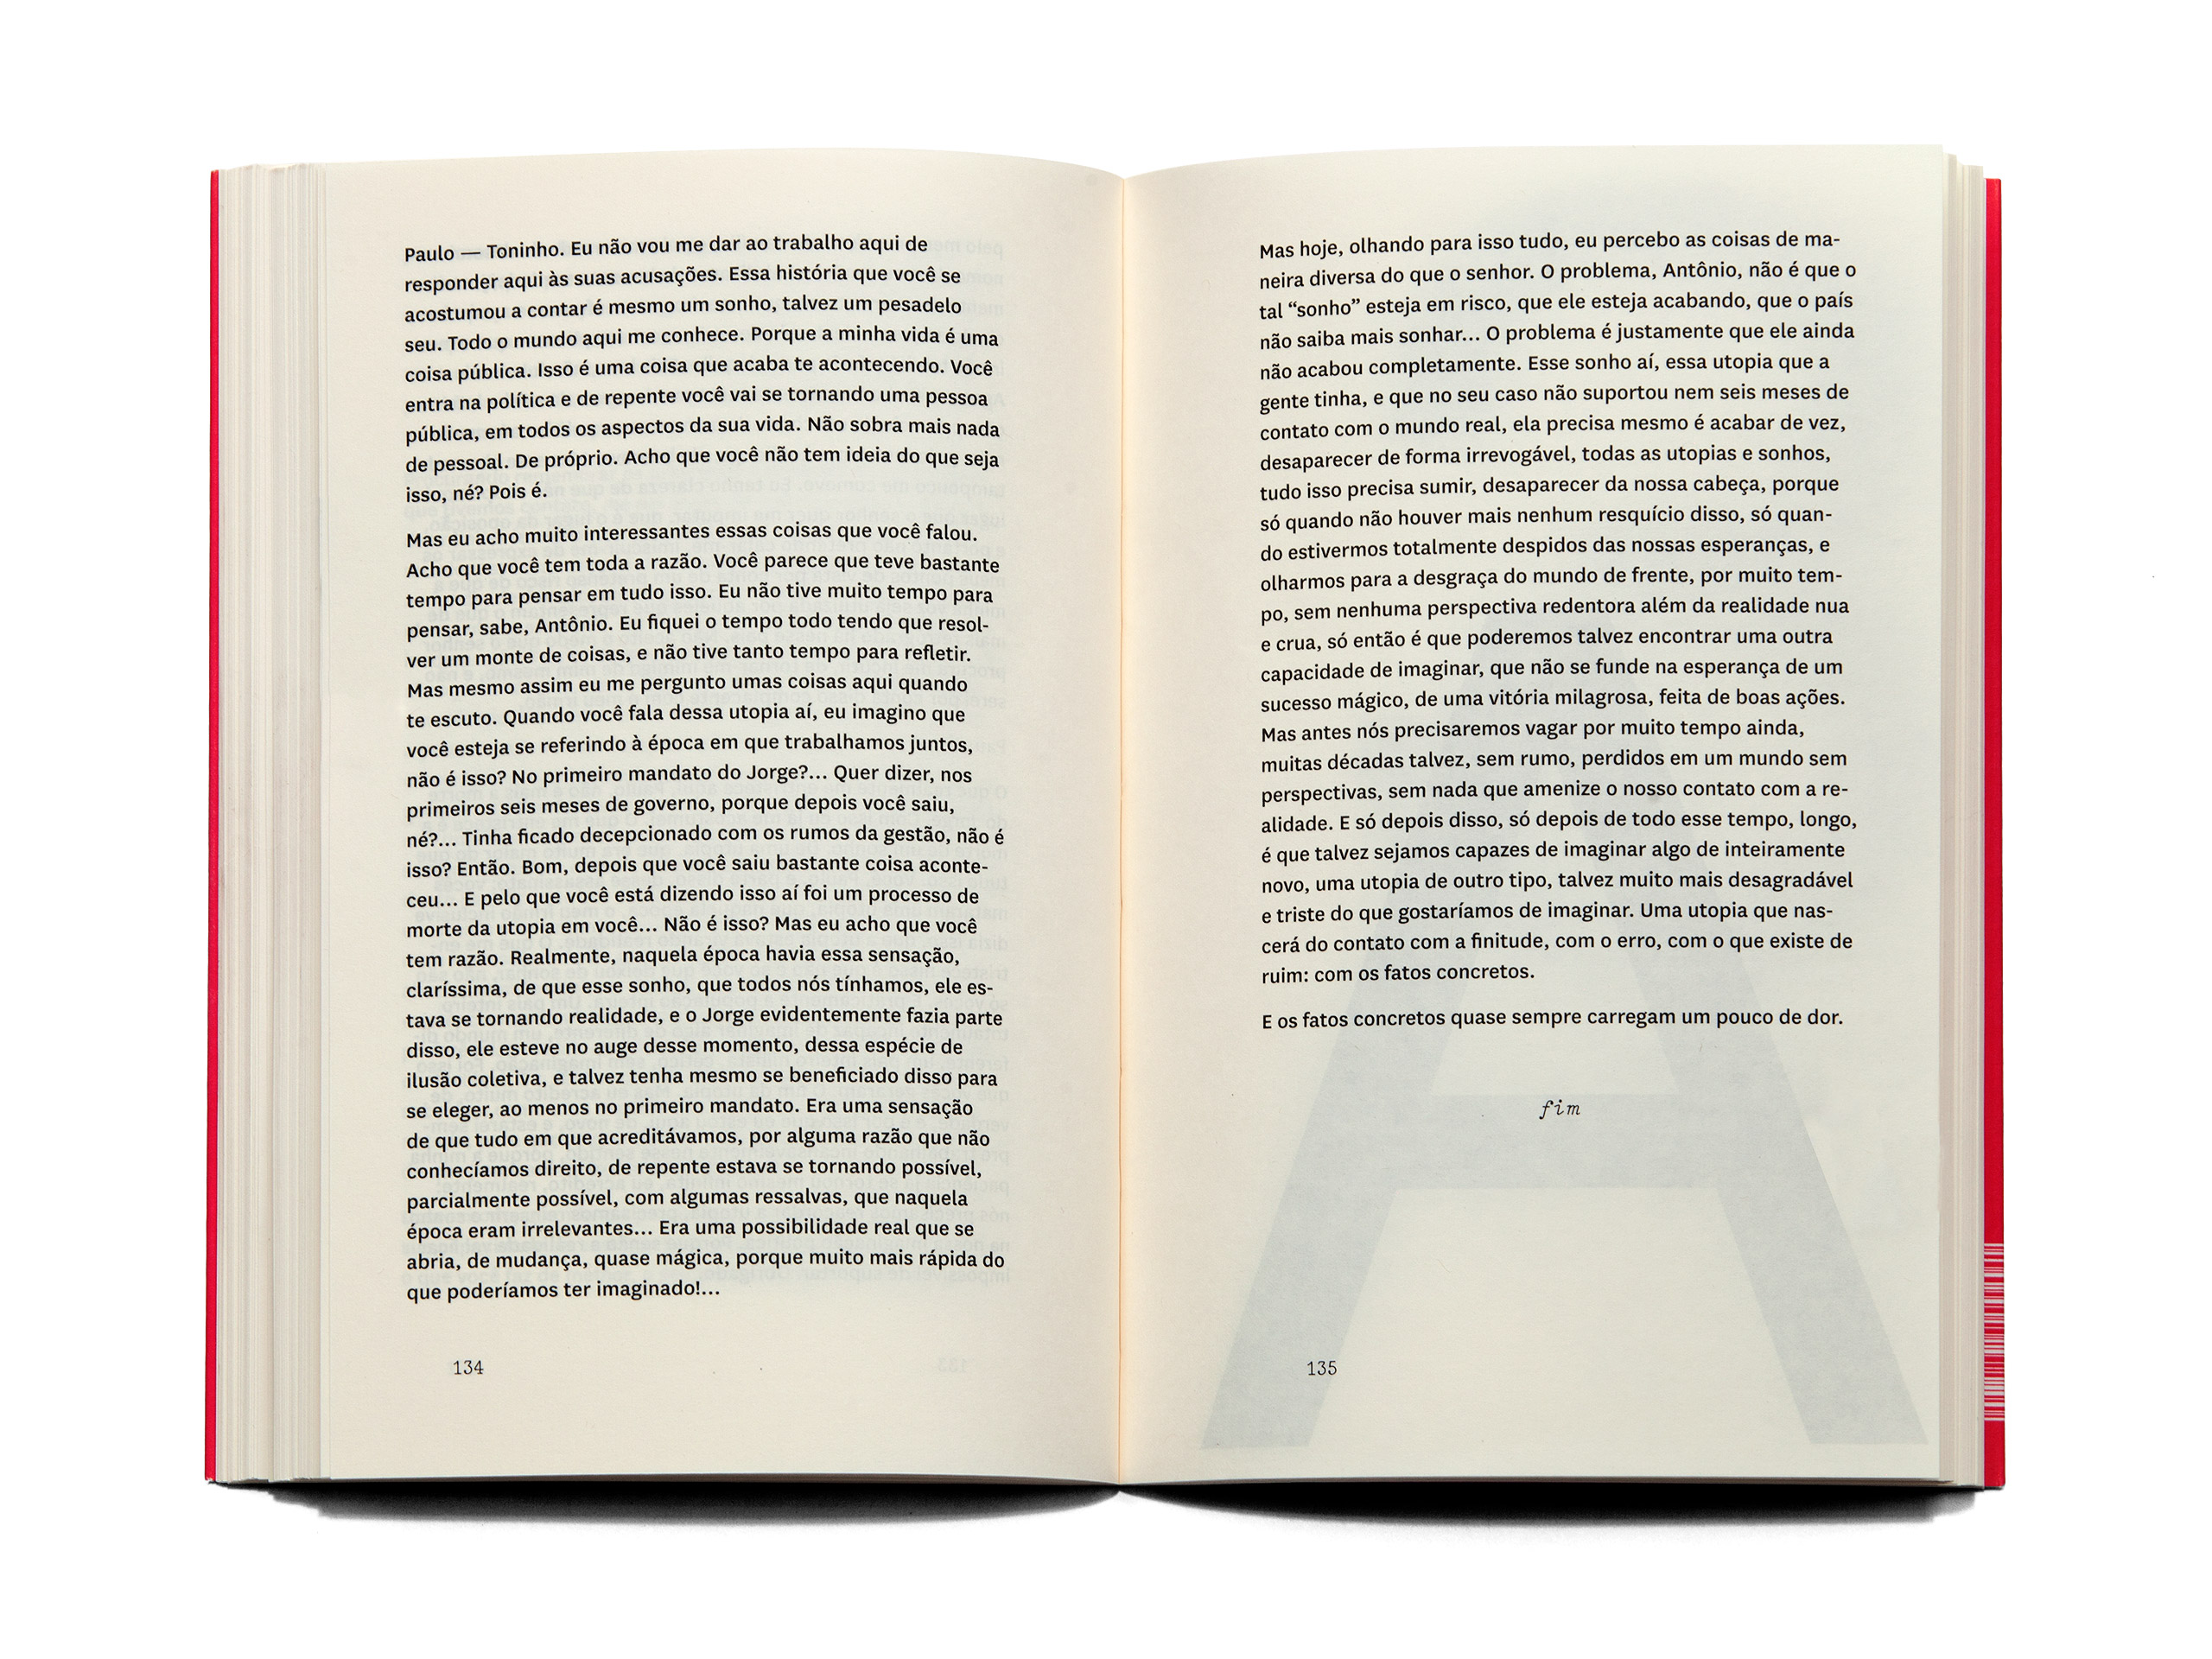 Paulo — Toninho. Eu não vou me dar ao trabalho aqui de
responder aqui às suas acusações. Essa história que você se
acostumou a contar é mesmo um sonho, talvez um pesadelo
seu. Todo o mundo aqui me conhece. Porque a minha vida é uma
coisa pública. Isso é uma coisa que acaba te acontecendo. Você
entra na política e de repente você vai se tornando uma pessoa
pública, em todos os aspectos da sua vida. Não sobra mais nada
de pessoal. De próprio. Acho que você não tem ideia do que seja
isso, né? Pois é.
Mas eu acho muito interessantes essas coisas que você falou.
Acho que você tem toda a razão. Você parece que teve bastante
tempo para pensar em tudo isso. Eu não tive muito tempo para
pensar, sabe, Antônio. Eu fiquei o tempo todo tendo que resol-
ver um monte de coisas, e não tive tanto tempo para refletir.
Mas mesmo assim eu me pergunto umas coisas aqui quando
te escuto. Quando você fala dessa utopia aí, eu imagino que
você esteja se referindo à época em que trabalhamos juntos,
não é isso? No primeiro mandato do Jorge?... Quer dizer, nos
primeiros seis meses de governo, porque depois você saiu,
né?... Tinha ficado decepcionado com os rumos da gestão, não é
isso? Então. Bom, depois que você saiu bastante coisa aconte-
ceu... E pelo que você está dizendo isso aí foi um processo de
morte da utopia em você... Não é isso? Mas eu acho que você
tem razão. Realmente, naquela época havia essa sensação,
claríssima, de que esse sonho, que todos nós tínhamos, ele es-
tava se tornando realidade, e o Jorge evidentemente fazia parte
disso, ele esteve no auge desse momento, dessa espécie de
ilusão coletiva, e talvez tenha mesmo se beneficiado disso para
se eleger, ao menos no primeiro mandato. Era uma sensação
de que tudo em que acreditávamos, por alguma razão que não
conhecíamos direito, de repente estava se tornando possível,
parcialmente possível, com algumas ressalvas, que naquela
época eram irrelevantes... Era uma possibilidade real que se
abria, de mudança, quase mágica, porque muito mais rápida do
que poderíamos ter imaginado!...
134
Mas hoje, olhando para isso tudo, eu percebo as coisas de ma-
neira diversa do que o senhor. O problema, Antônio, não é que o
tal “sonho” esteja em risco, que ele esteja acabando, que o país
não saiba mais sonhar... O problema é justamente que ele ainda
não acabou completamente. Esse sonho aí, essa utopia que a
gente tinha, e que no seu caso não suportou nem seis meses de
contato com o mundo real, ela precisa mesmo é acabar de vez,
desaparecer de forma irrevogável, todas as utopias e sonhos,
tudo isso precisa sumir, desaparecer da nossa cabeça, porque
só quando não houver mais nenhum resquício disso, só quan-
do estivermos totalmente despidos das nossas esperanças, e
olharmos para a desgraça do mundo de frente, por muito tem-
po, sem nenhuma perspectiva redentora além da realidade nua
e crua, só então é que poderemos talvez encontrar uma outra
capacidade de imaginar, que não se funde na esperança de um
sucesso mágico, de uma vitória milagrosa, feita de boas ações.
Mas antes nós precisaremos vagar por muito tempo ainda,
muitas décadas talvez, sem rumo, perdidos em um mundo sem
perspectivas, sem nada que amenize o nosso contato com a re-
alidade. E só depois disso, só depois de todo esse tempo, longo,
é que talvez sejamos capazes de imaginar algo de inteiramente
novo, uma utopia de outro tipo, talvez muito mais desagradável
e triste do que gostaríamos de imaginar. Uma utopia que nas-
cerá do contato com a finitude, com o erro, com o que existe de
ruim: com os fatos concretos.
E os fatos concretos quase sempre carregam um pouco de dor.
fim
135
A